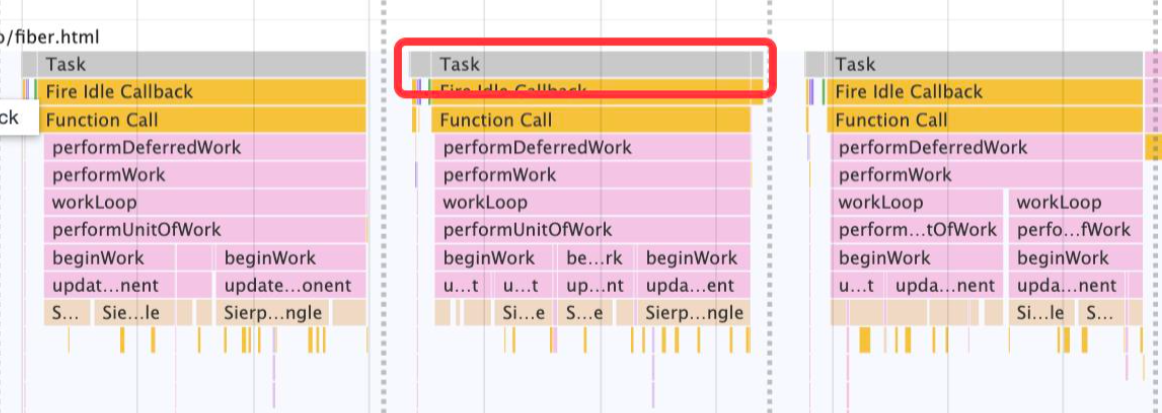 o/fiber.html
Task Task Task
Fire Idle Callback Fire Idle Callback Fire Idle Callback
ck Function Call Function Call Function Call
performDeferredWork performDeferredWork performDeferredWork
performWork performWork performWork
workLoop workLoop workLoop workLoop
performUnitOfWork performUnitOfWork perform...tOfWork perfo...fWork
beginWork beginWork beginWork be...rk beginWork beginWork beginWork
updat...nent update...onent u...t u...t up...nt upda...ent u...t upda...nent upda...nent
S... Sie...le Sierp...ngle Si...e S...e Sierp...ngle Si...le S...